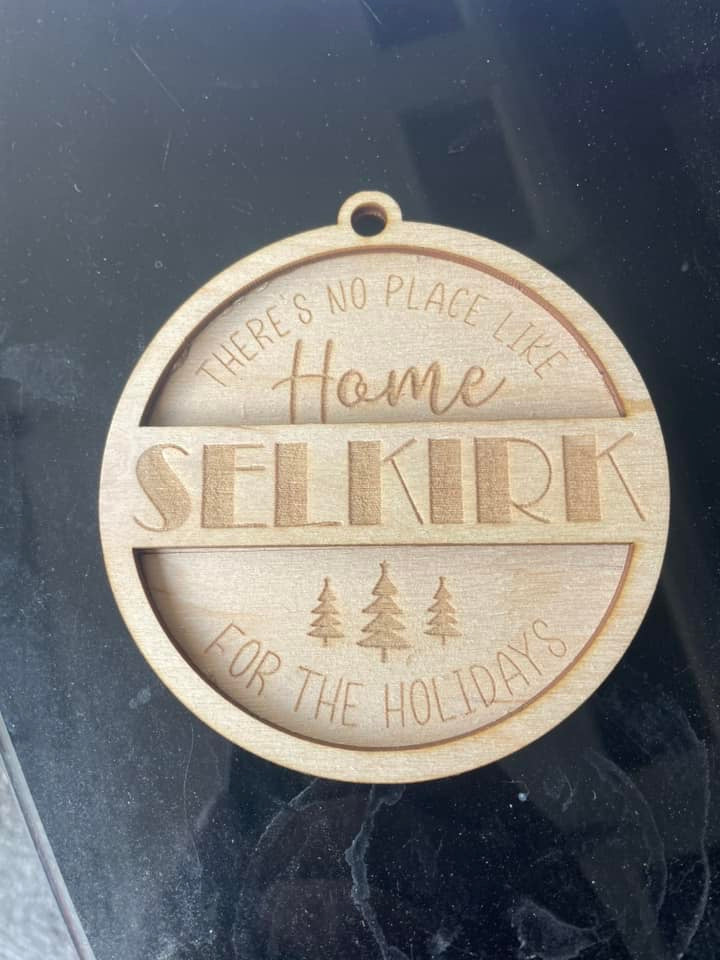 THERE'S NO PLACE LIKE
Home
SELKIRK
FOR THE HOLIDAYS